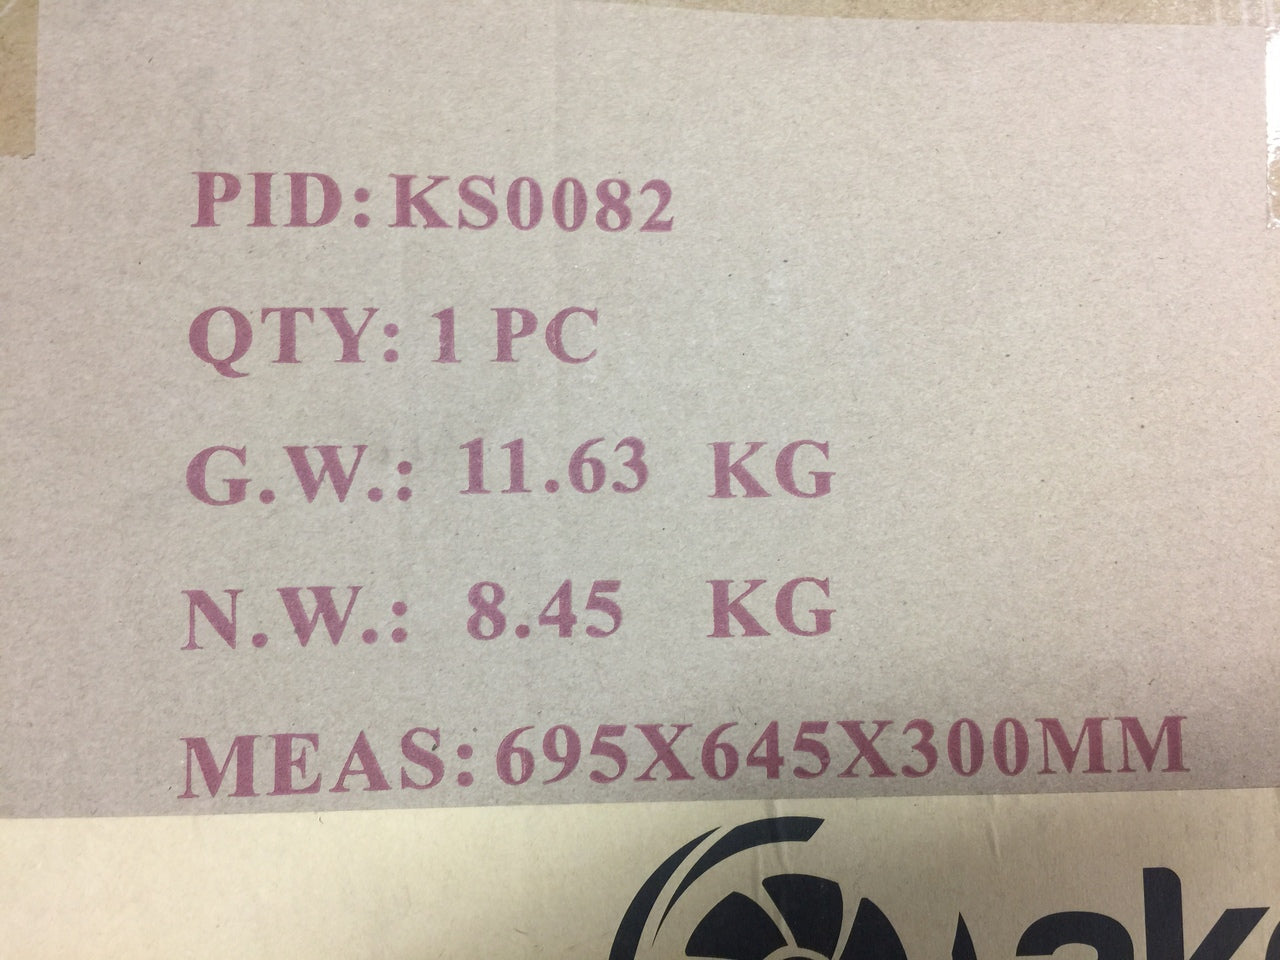 PID:KS0082
QTY: 1 PC
G.W.: 11.63 KG
N.W.: 8.45 KG
MEAS:695X645X300MM